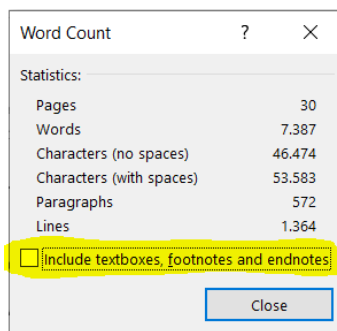 Word Count ? X
Statistics:
Pages 30
Words 7.387
Characters (no spaces) 46.474
Characters (with spaces) 53.583
Paragraphs 572
Lines 1.364
Include textboxes, footnotes and endnotes
Close